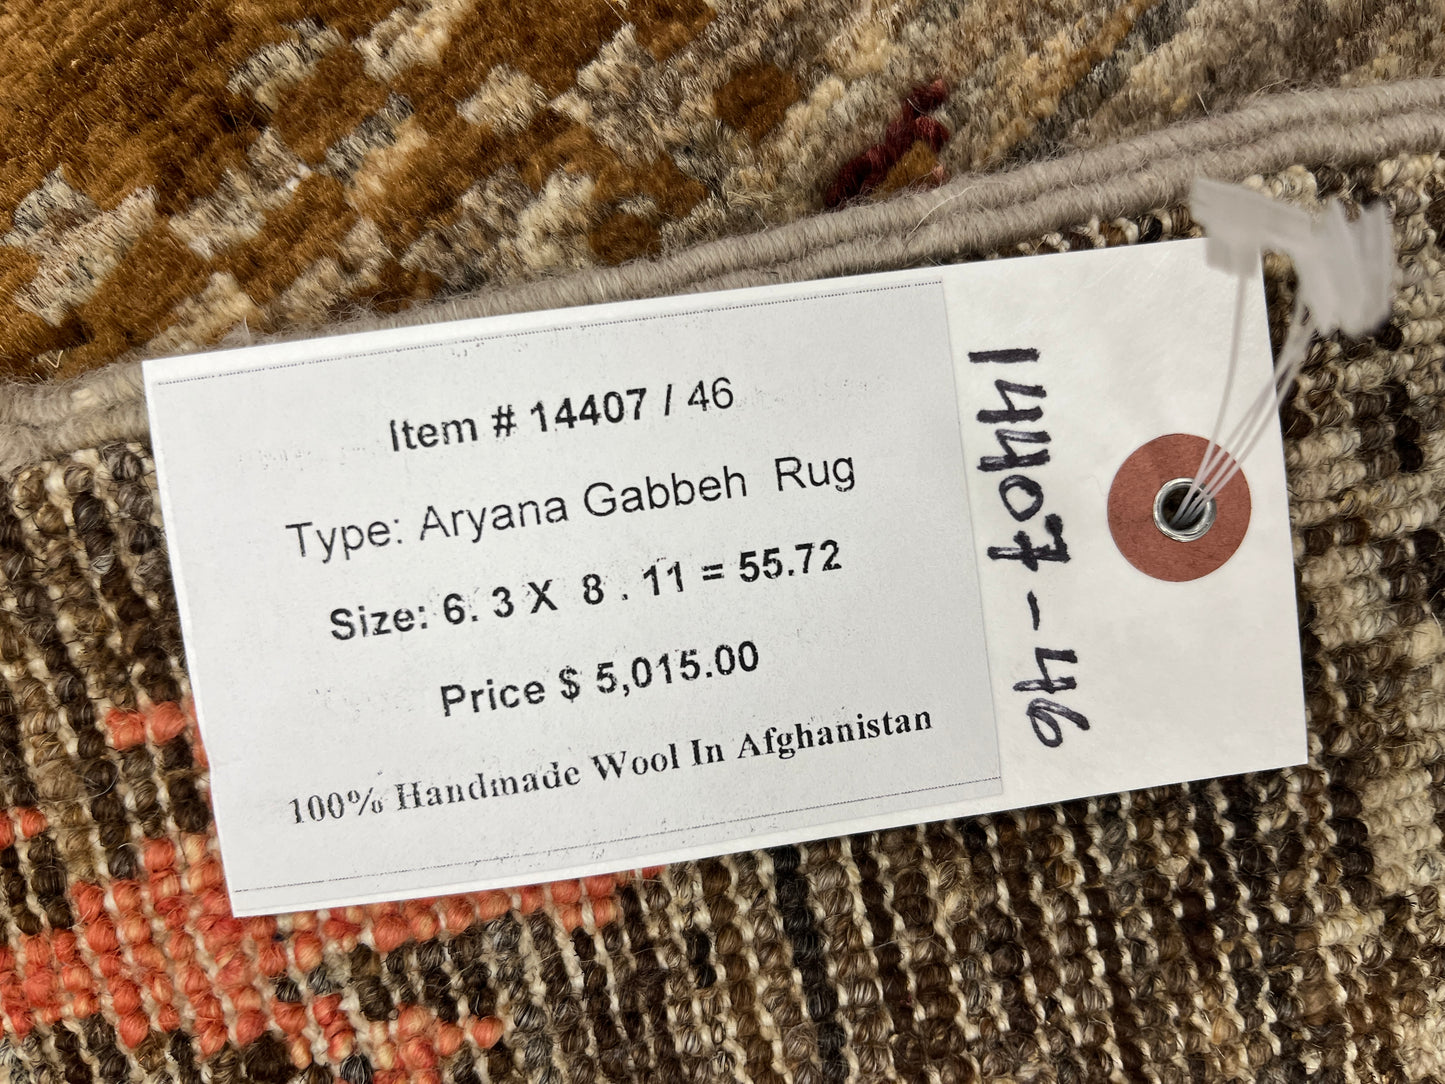 Item # 14407 / 46
Type: Aryana Gabbeh Rug
Size: 6. 3 X 8 . 11 = 55.72
Price $ 5,015.00
100% Handmade Wool In Afghanistan
14407 - 46